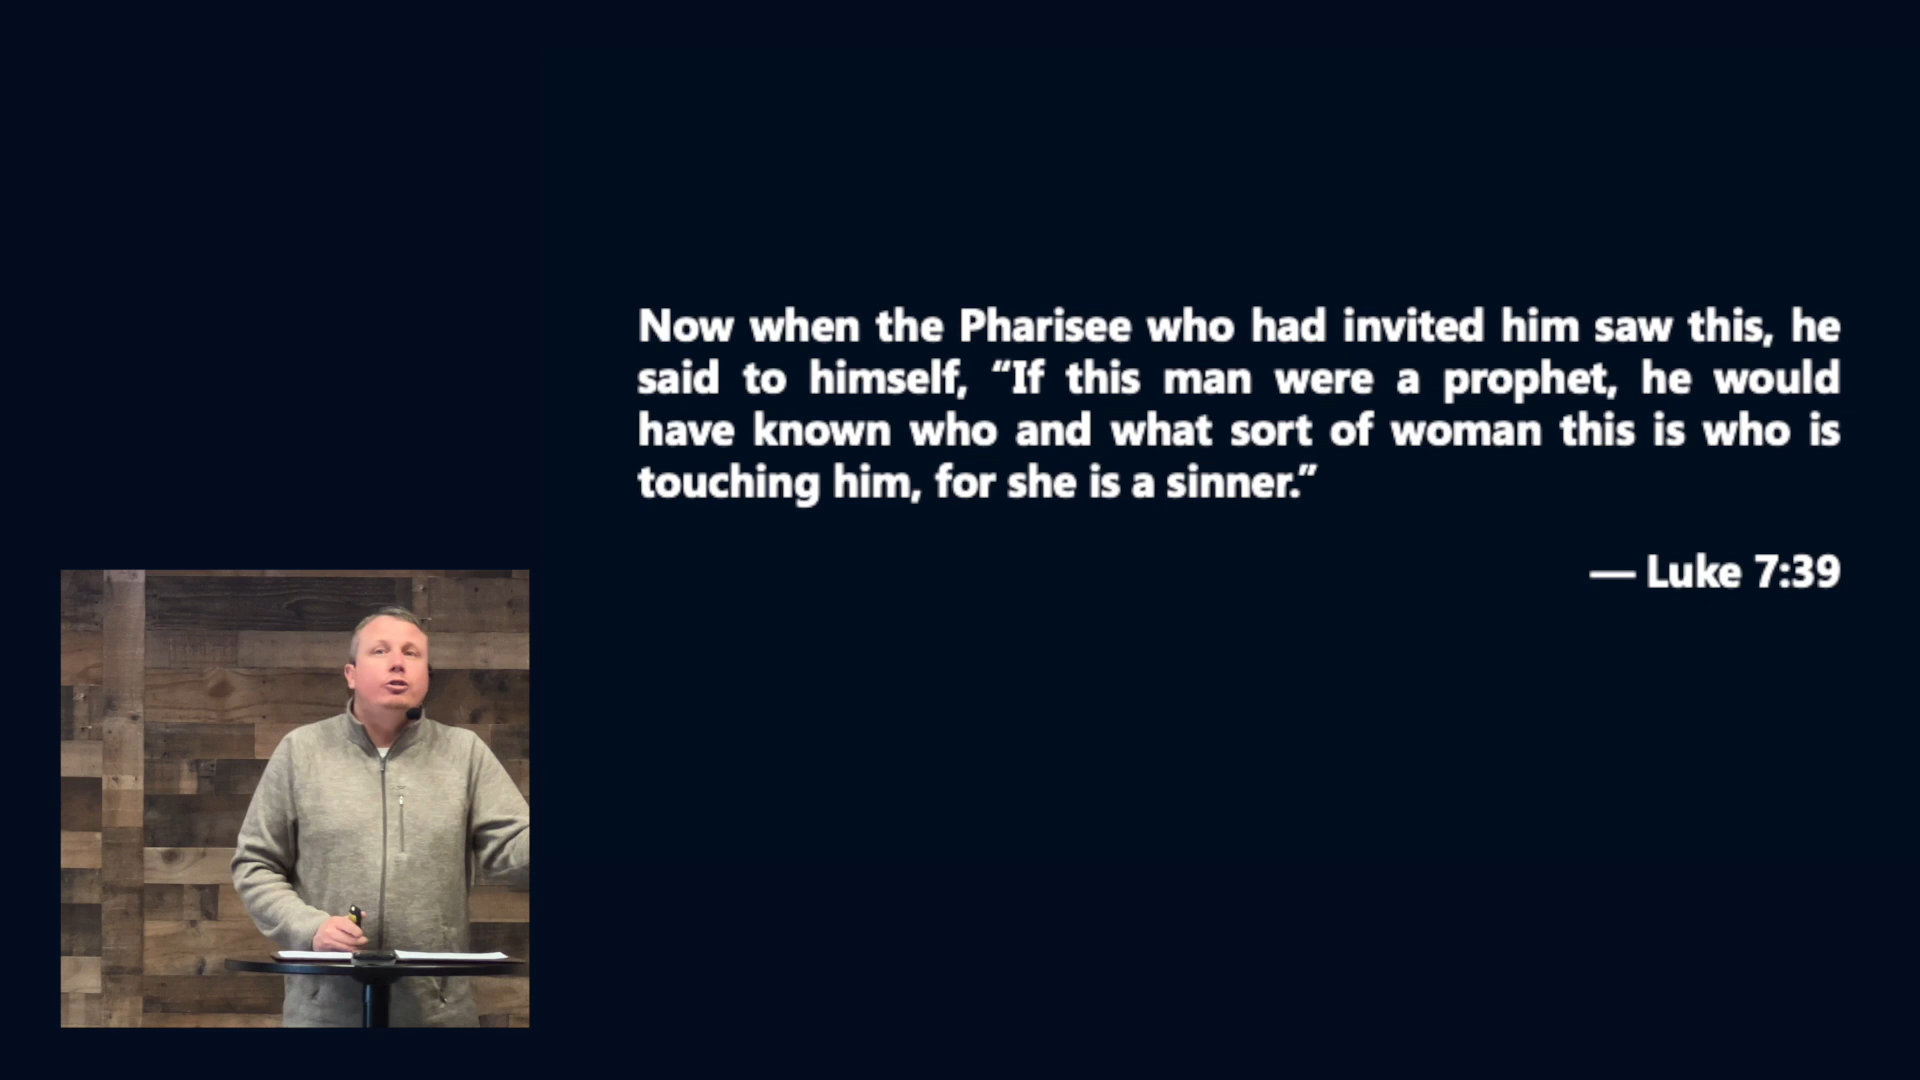 Now when the Pharisee who had invited him saw this, he
said to himself, “If this man were a prophet, he would
have known who and what sort of woman this is who is
touching him, for she is a sinner.”
— Luke 7:39